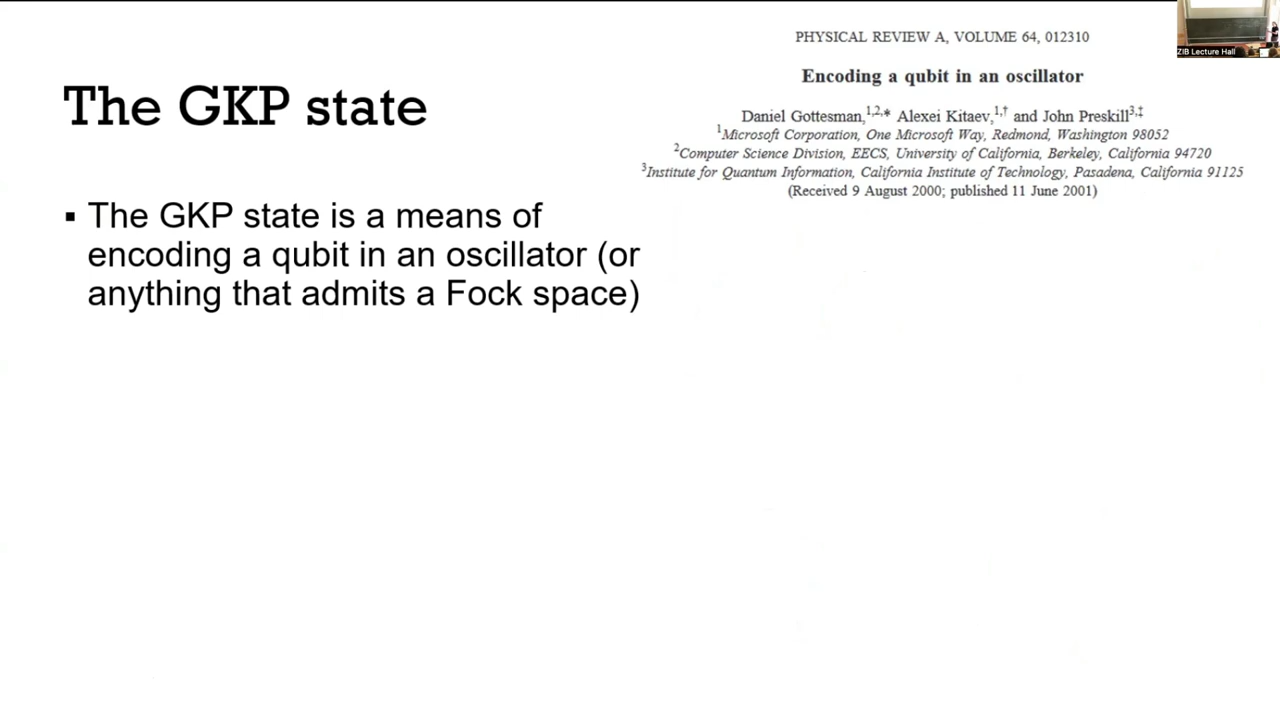 PHYSICAL REVIEW A, VOLUME 64, 012310
Encoding a qubit in an oscillator
Daniel Gottesman,1,2,* Alexei Kitaev,1,† and John Preskill3,‡
1Microsoft Corporation, One Microsoft Way, Redmond, Washington 98052
2Computer Science Division, EECS, University of California, Berkeley, California 94720
3Institute for Quantum Information, California Institute of Technology, Pasadena, California 91125
(Received 9 August 2000; published 11 June 2001)
ZIB Lecture Hall
The GKP state
▪ The GKP state is a means of
encoding a qubit in an oscillator (or
anything that admits a Fock space)